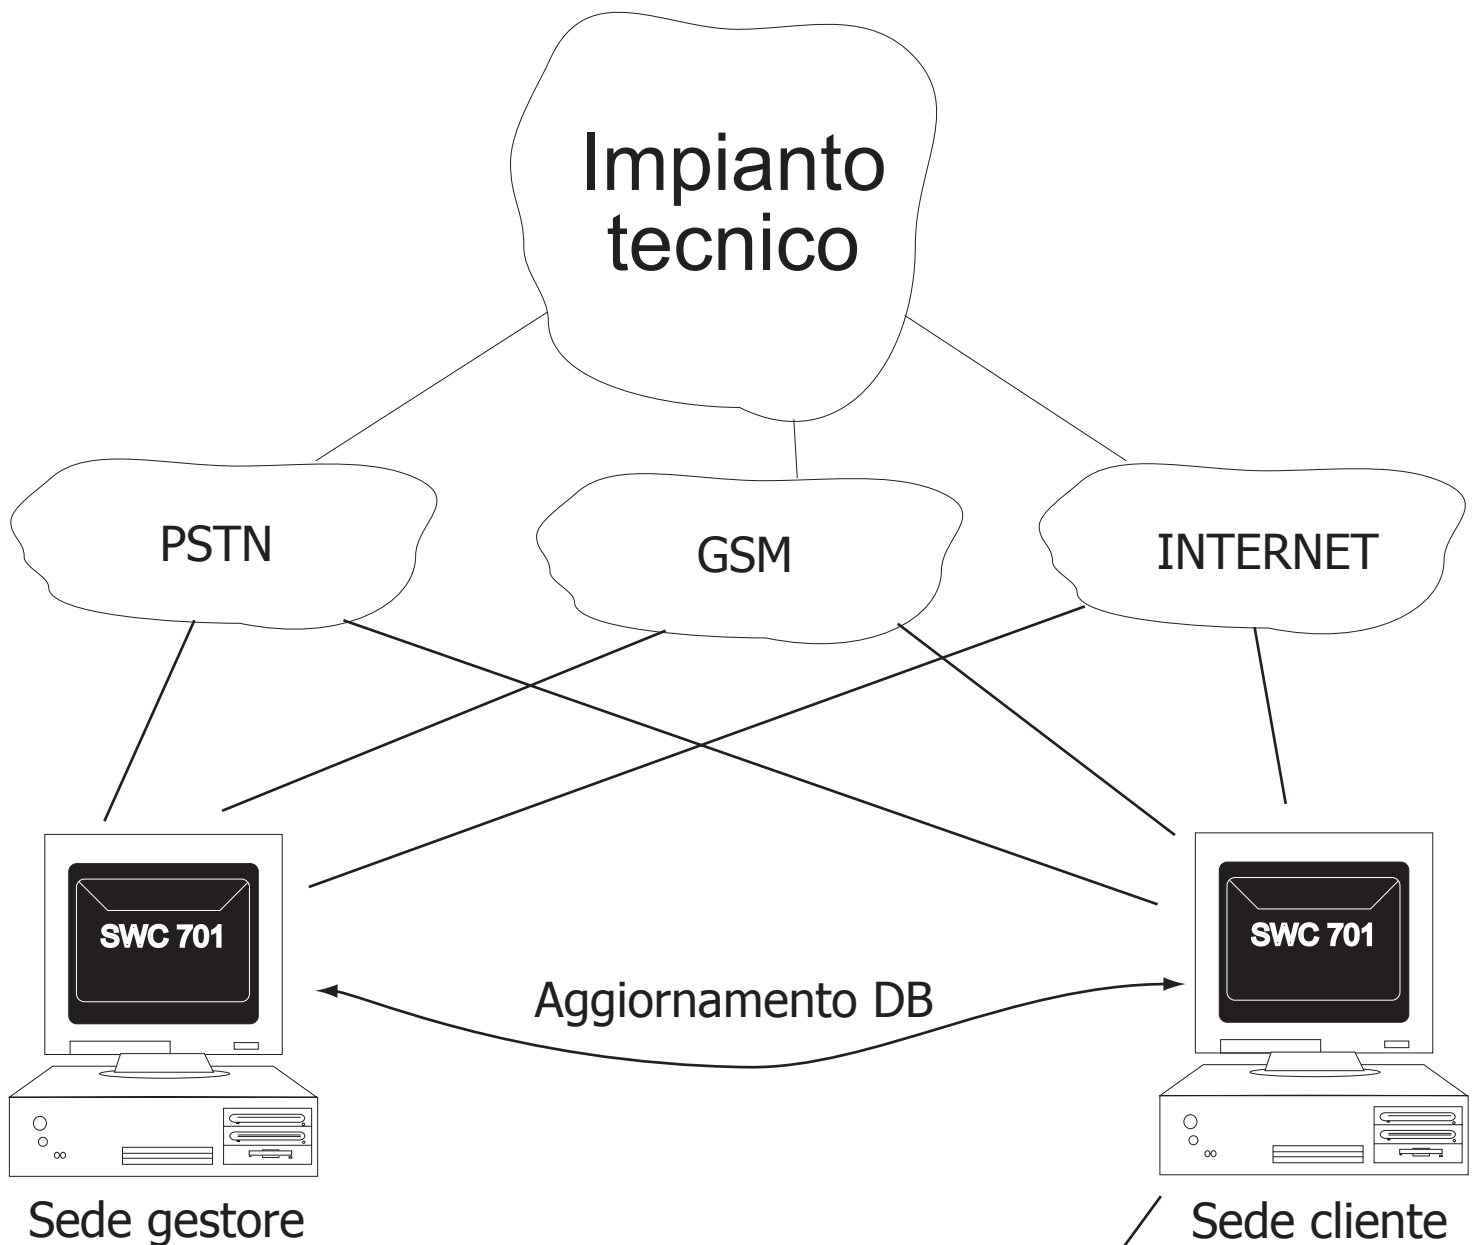 Impianto
tecnico
PSTN
GSM
INTERNET
SWC 701
SWC 701
Aggiornamento DB
Sede gestore
Sede cliente